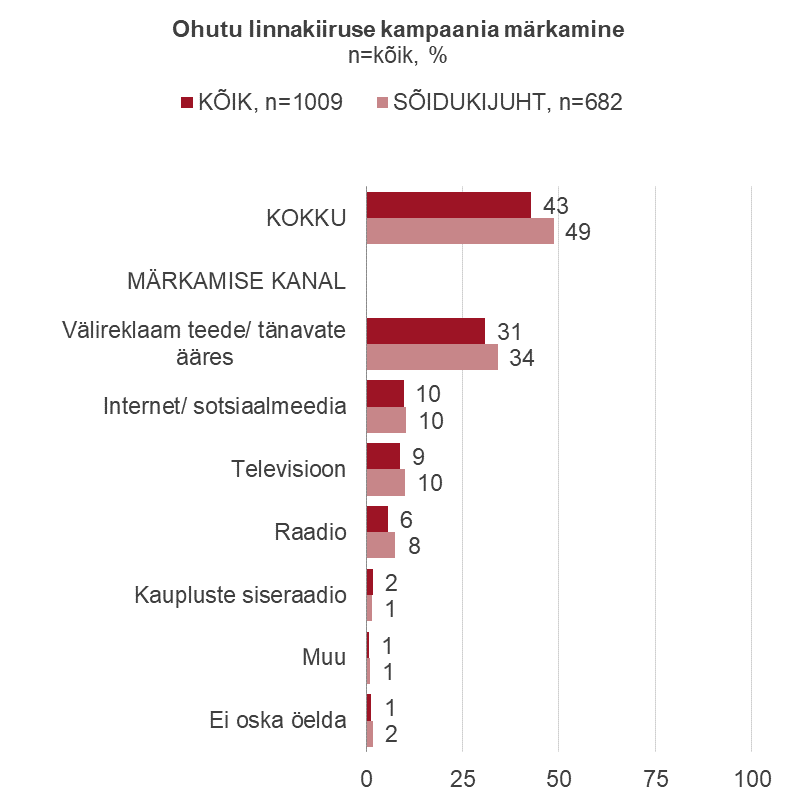 Ohutu linnakiiruse kampaania märkamine
n=kõik, %
KÕIK, n=1009 SÕIDUKIJUHT, n=682
KOKKU 43
49
MÄRKAMISE KANAL
Välireklaam teede/ tänavate
ääres
31
34
Internet/ sotsiaalmeedia 10
10
Televisioon 9
10
Raadio 6
8
Kaupluste siseraadio 2
1
Muu 1
1
Ei oska öelda 1
2
0 25 50 75 100